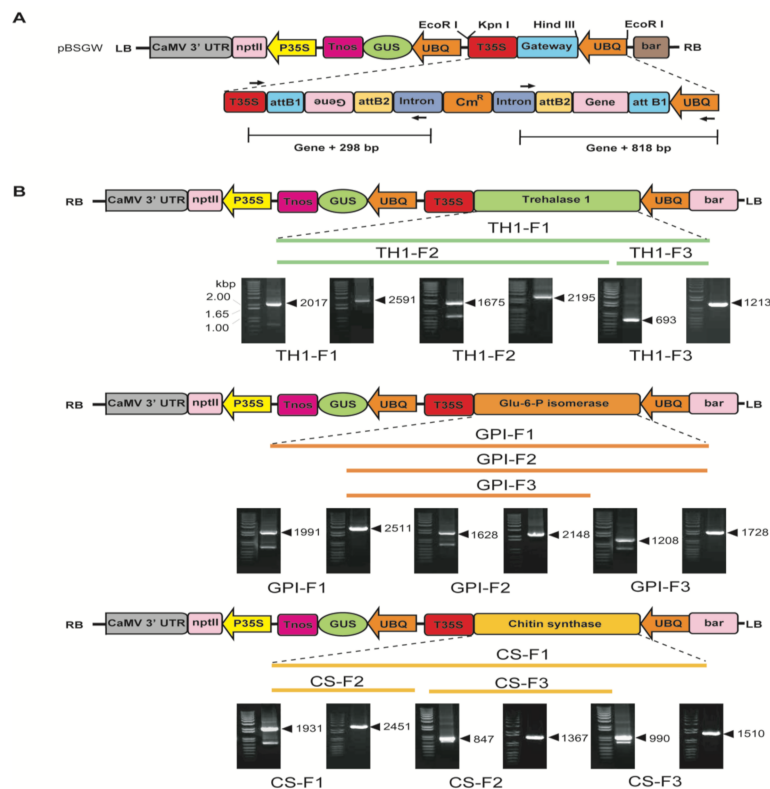 A
EcoR I Kpn I Hind III EcoR I
pBSGW LB CaMV 3' UTR nptII P35S Tnos GUS UBQ T35S Gateway UBQ bar RB
T35S attB1 Gene attB2 Intron CmR Intron attB2 Gene att B1 UBQ
Gene + 298 bp Gene + 818 bp
B
RB CaMV 3' UTR nptII P35S Tnos GUS UBQ T35S Trehalase 1 UBQ bar LB
TH1-F1
TH1-F2 TH1-F3
kbp
2.00
1.65
1.00
2017 2591 1675 2195 693 1213
TH1-F1 TH1-F2 TH1-F3
RB CaMV 3' UTR nptII P35S Tnos GUS UBQ T35S Glu-6-P isomerase UBQ bar LB
GPI-F1
GPI-F2
GPI-F3
1991 2511 1628 2148 1208 1728
GPI-F1 GPI-F2 GPI-F3
RB CaMV 3' UTR nptII P35S Tnos GUS UBQ T35S Chitin synthase UBQ bar LB
CS-F1
CS-F2 CS-F3
1931 2451 847 1367 990 1510
CS-F1 CS-F2 CS-F3